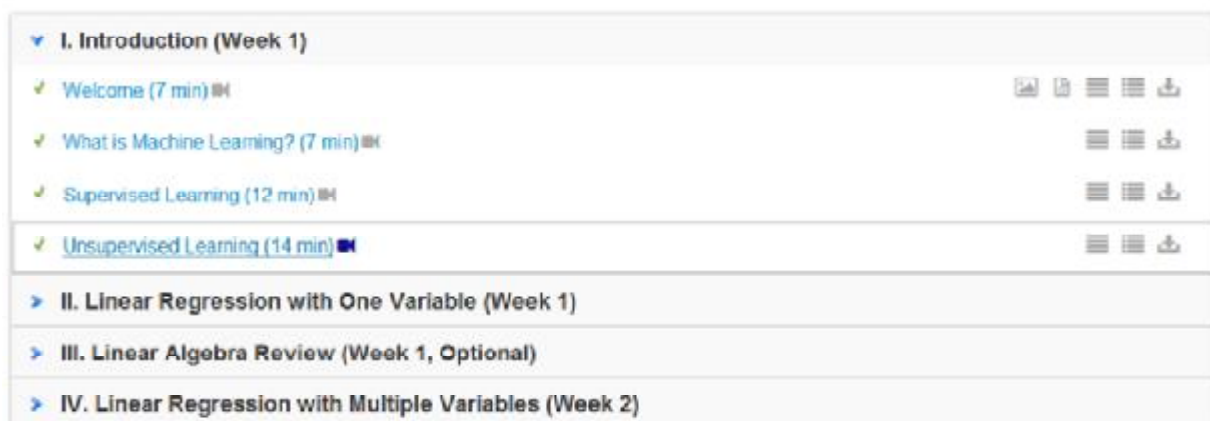 I. Introduction (Week 1)
Welcome (7 min)
What is Machine Learning? (7 min)
Supervised Learning (12 min)
Unsupervised Learning (14 min)
II. Linear Regression with One Variable (Week 1)
III. Linear Algebra Review (Week 1, Optional)
IV. Linear Regression with Multiple Variables (Week 2)